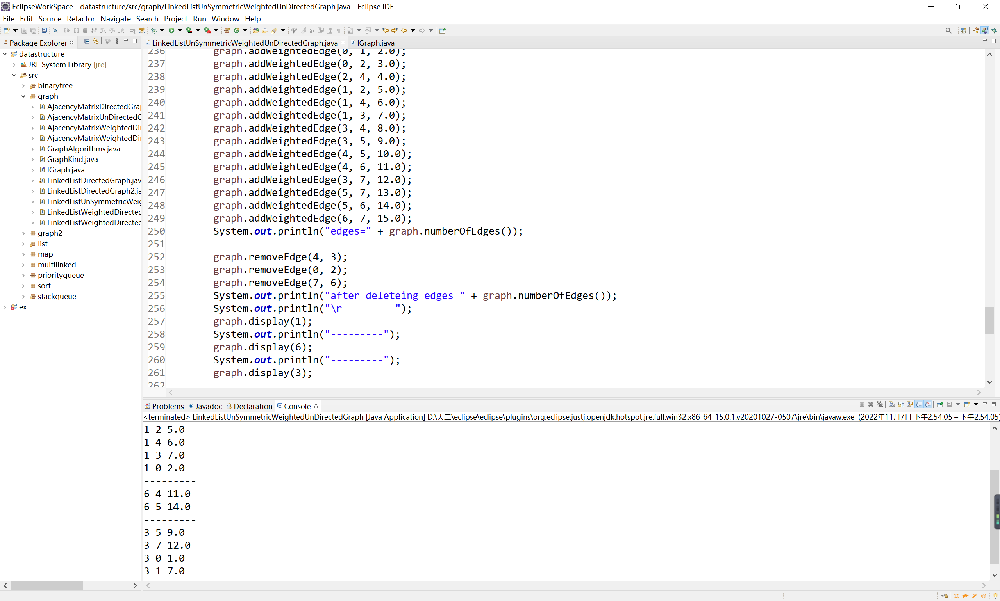 EclipseWorkSpace - datastructure/src/graph/LinkedListUnSymmetricWeightedUnDirectedGraph.java - Eclipse IDE
File Edit Source Refactor Navigate Search Project Run Window Help
Package Explorer
datastructure
JRE System Library [jre]
src
binarytree
graph
AjacencyMatrixDirectedGra
AjacencyMatrixUnDirectedG
AjacencyMatrixWeightedDi
AjacencyMatrixWeightedDi
GraphAlgorithms.java
GraphKind.java
IGraph.java
LinkedListDirectedGraph.jav
LinkedListDirectedGraph2.ja
LinkedListUnSymmetricWeig
LinkedListWeightedDirected
LinkedListWeightedDirected
graph2
list
map
multilinked
priorityqueue
sort
stackqueue
ex
LinkedListUnSymmetricWeightedUnDirectedGraph.java IGraph.java
236 graph.addWeightedEdge(0, 1, 2.0);
237 graph.addWeightedEdge(0, 2, 3.0);
238 graph.addWeightedEdge(2, 4, 4.0);
239 graph.addWeightedEdge(1, 2, 5.0);
240 graph.addWeightedEdge(1, 4, 6.0);
241 graph.addWeightedEdge(1, 3, 7.0);
242 graph.addWeightedEdge(3, 4, 8.0);
243 graph.addWeightedEdge(3, 5, 9.0);
244 graph.addWeightedEdge(4, 5, 10.0);
245 graph.addWeightedEdge(4, 6, 11.0);
246 graph.addWeightedEdge(3, 7, 12.0);
247 graph.addWeightedEdge(5, 7, 13.0);
248 graph.addWeightedEdge(5, 6, 14.0);
249 graph.addWeightedEdge(6, 7, 15.0);
250 System.out.println("edges=" + graph.numberOfEdges());
251
252 graph.removeEdge(4, 3);
253 graph.removeEdge(0, 2);
254 graph.removeEdge(7, 6);
255 System.out.println("after deleteing edges=" + graph.numberOfEdges());
256 System.out.println("\r---------");
257 graph.display(1);
258 System.out.println("---------");
259 graph.display(6);
260 System.out.println("---------");
261 graph.display(3);
262
Problems @ Javadoc Declaration Console
<terminated> LinkedListUnSymmetricWeightedUnDirectedGraph [Java Application] D:\大二\eclipse\eclipse\plugins\org.eclipse.justj.openjdk.hotspot.jre.full.win32.x86_64_15.0.1.v20201027-0507\jre\bin\javaw.exe (2022年11月7日 下午2:54:05 – 下午2:54:05)
1 2 5.0
1 4 6.0
1 3 7.0
1 0 2.0
---------
6 4 11.0
6 5 14.0
---------
3 5 9.0
3 7 12.0
3 0 1.0
3 1 7.0